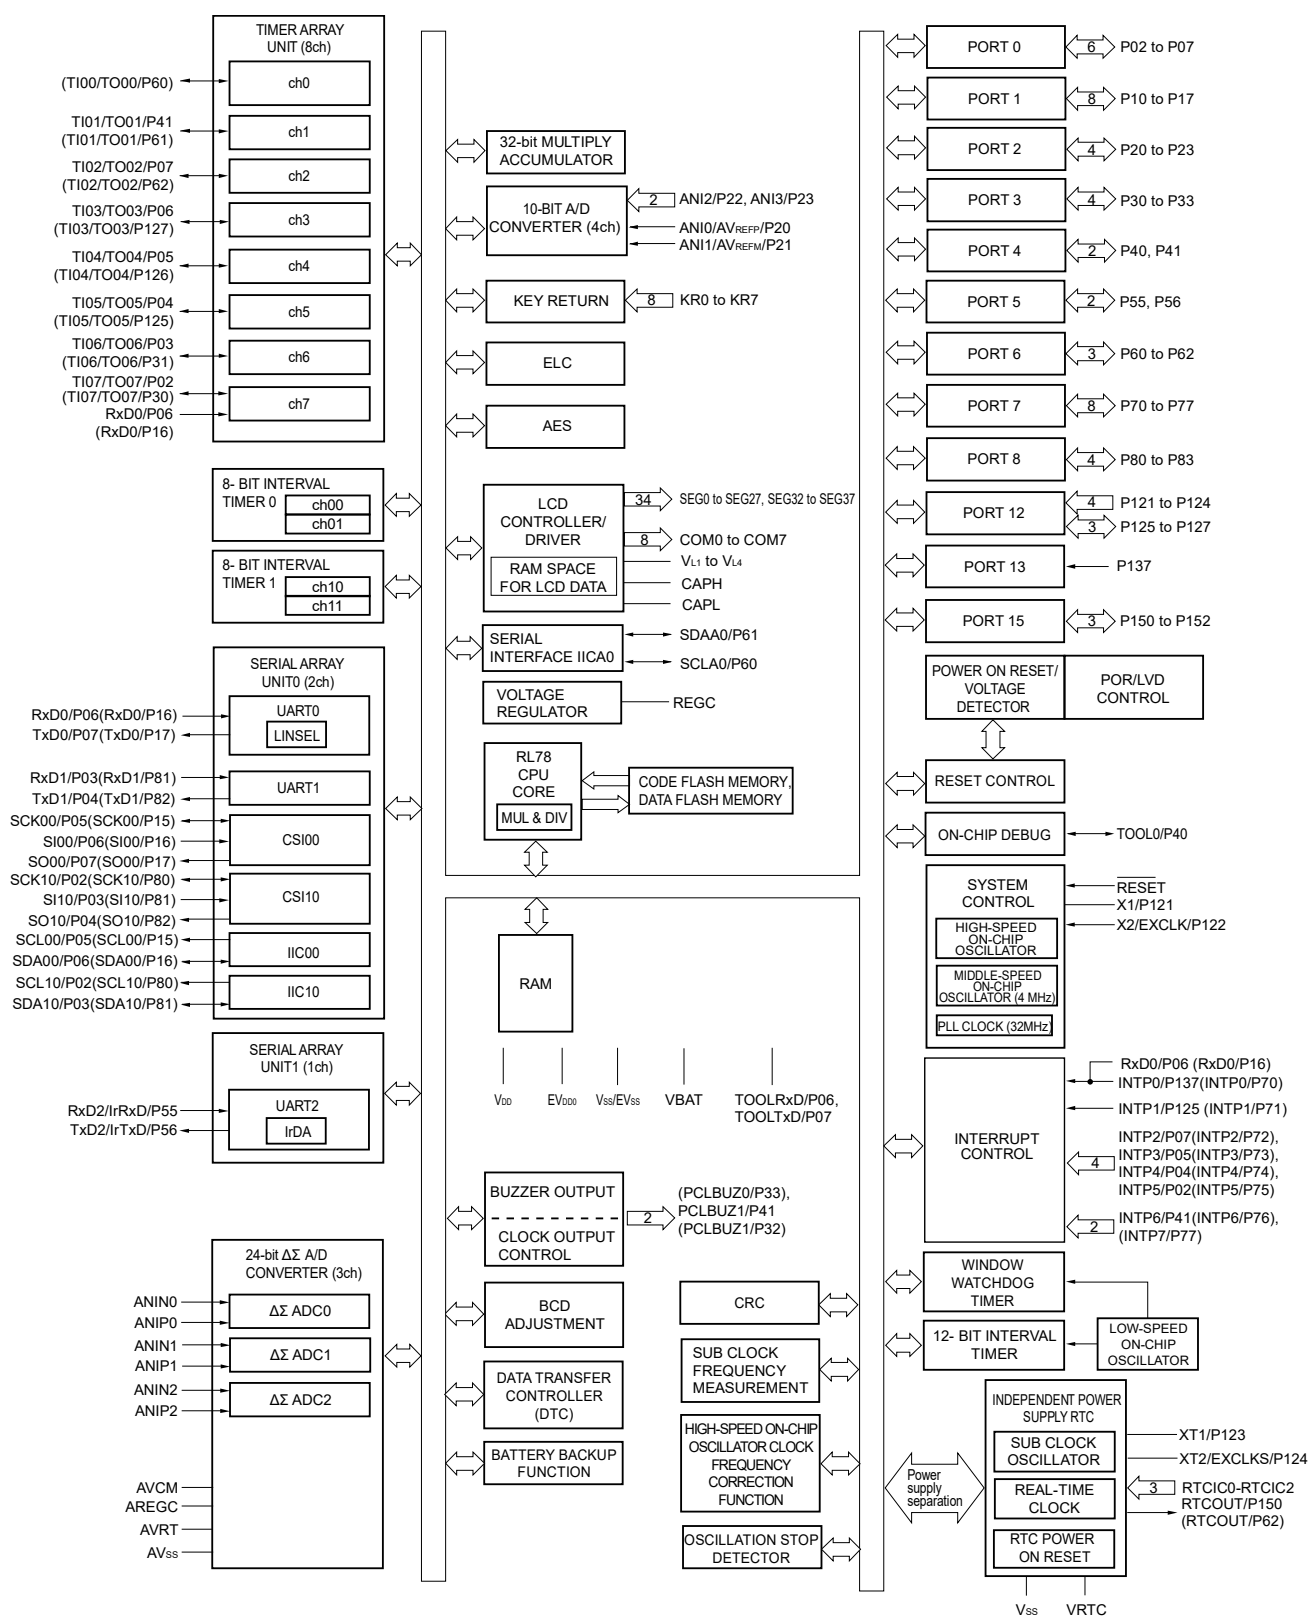 TIMER ARRAY
UNIT (8ch)
(TI00/TO00/P60)
ch0
TI01/TO01/P41
(TI01/TO01/P61)
ch1
TI02/TO02/P07
(TI02/TO02/P62)
ch2
TI03/TO03/P06
(TI03/TO03/P127)
ch3
TI04/TO04/P05
(TI04/TO04/P126)
ch4
TI05/TO05/P04
(TI05/TO05/P125)
ch5
TI06/TO06/P03
(TI06/TO06/P31)
ch6
TI07/TO07/P02
(TI07/TO07/P30)
RxD0/P06
(RxD0/P16)
ch7
8- BIT INTERVAL
TIMER 0
ch00
ch01
8- BIT INTERVAL
TIMER 1
ch10
ch11
SERIAL ARRAY
UNIT0 (2ch)
RxD0/P06(RxD0/P16)
TxD0/P07(TxD0/P17)
UART0
LINSEL
RxD1/P03(RxD1/P81)
TxD1/P04(TxD1/P82)
UART1
SCK00/P05(SCK00/P15)
SI00/P06(SI00/P16)
SO00/P07(SO00/P17)
CSI00
SCK10/P02(SCK10/P80)
SI10/P03(SI10/P81)
SO10/P04(SO10/P82)
CSI10
SCL00/P05(SCL00/P15)
SDA00/P06(SDA00/P16)
IIC00
SCL10/P02(SCL10/P80)
SDA10/P03(SDA10/P81)
IIC10
SERIAL ARRAY
UNIT1 (1ch)
RxD2/IrRxD/P55
TxD2/IrTxD/P56
UART2
IrDA
24-bit ΔΣ A/D
CONVERTER (3ch)
ANIN0
ANIP0
ΔΣ ADC0
ANIN1
ANIP1
ΔΣ ADC1
ANIN2
ANIP2
ΔΣ ADC2
AVCM
AREGC
AVRT
AVSS
32-bit MULTIPLY
ACCUMULATOR
10-BIT A/D
CONVERTER (4ch)
2
ANI2/P22, ANI3/P23
ANI0/AVREFP/P20
ANI1/AVREFM/P21
KEY RETURN
8
KR0 to KR7
ELC
AES
LCD
CONTROLLER/
DRIVER
RAM SPACE
FOR LCD DATA
34
SEG0 to SEG27, SEG32 to SEG37
8
COM0 to COM7
VL1 to VL4
CAPH
CAPL
SERIAL
INTERFACE IICA0
SDAA0/P61
SCLA0/P60
VOLTAGE
REGULATOR
REGC
RL78
CPU
CORE
MUL & DIV
CODE FLASH MEMORY,
DATA FLASH MEMORY
RAM
VDD
EVDD0
VSS/EVSS
VBAT
TOOLRxD/P06,
TOOLTxD/P07
BUZZER OUTPUT
CLOCK OUTPUT
CONTROL
2
(PCLBUZ0/P33),
PCLBUZ1/P41
(PCLBUZ1/P32)
BCD
ADJUSTMENT
DATA TRANSFER
CONTROLLER
(DTC)
BATTERY BACKUP
FUNCTION
CRC
SUB CLOCK
FREQUENCY
MEASUREMENT
HIGH-SPEED ON-CHIP
OSCILLATOR CLOCK
FREQUENCY
CORRECTION
FUNCTION
OSCILLATION STOP
DETECTOR
PORT 0
6
P02 to P07
PORT 1
8
P10 to P17
PORT 2
4
P20 to P23
PORT 3
4
P30 to P33
PORT 4
2
P40, P41
PORT 5
2
P55, P56
PORT 6
3
P60 to P62
PORT 7
8
P70 to P77
PORT 8
4
P80 to P83
PORT 12
4
P121 to P124
3
P125 to P127
PORT 13
P137
PORT 15
3
P150 to P152
POWER ON RESET/
VOLTAGE
DETECTOR
POR/LVD
CONTROL
RESET CONTROL
ON-CHIP DEBUG
TOOL0/P40
SYSTEM
CONTROL
RESET
X1/P121
X2/EXCLK/P122
HIGH-SPEED
ON-CHIP
OSCILLATOR
MIDDLE-SPEED
ON-CHIP
OSCILLATOR (4 MHz)
PLL CLOCK (32MHz)
INTERRUPT
CONTROL
RxD0/P06 (RxD0/P16)
INTP0/P137(INTP0/P70)
INTP1/P125 (INTP1/P71)
4
INTP2/P07(INTP2/P72),
INTP3/P05(INTP3/P73),
INTP4/P04(INTP4/P74),
INTP5/P02(INTP5/P75)
2
INTP6/P41(INTP6/P76),
(INTP7/P77)
WINDOW
WATCHDOG
TIMER
12- BIT INTERVAL
TIMER
LOW-SPEED
ON-CHIP
OSCILLATOR
Power
supply
separation
INDEPENDENT POWER
SUPPLY RTC
SUB CLOCK
OSCILLATOR
REAL-TIME
CLOCK
RTC POWER
ON RESET
XT1/P123
XT2/EXCLKS/P124
3
RTCIC0-RTCIC2
RTCOUT/P150
(RTCOUT/P62)
VSS
VRTC